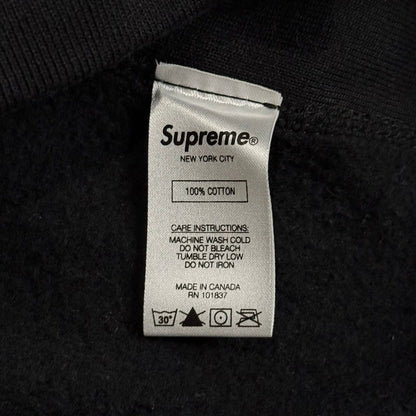 Supreme®
NEW YORK CITY
100% COTTON
CARE INSTRUCTIONS:
MACHINE WASH COLD
DO NOT BLEACH
TUMBLE DRY LOW
DO NOT IRON
MADE IN CANADA
RN 101837
30°